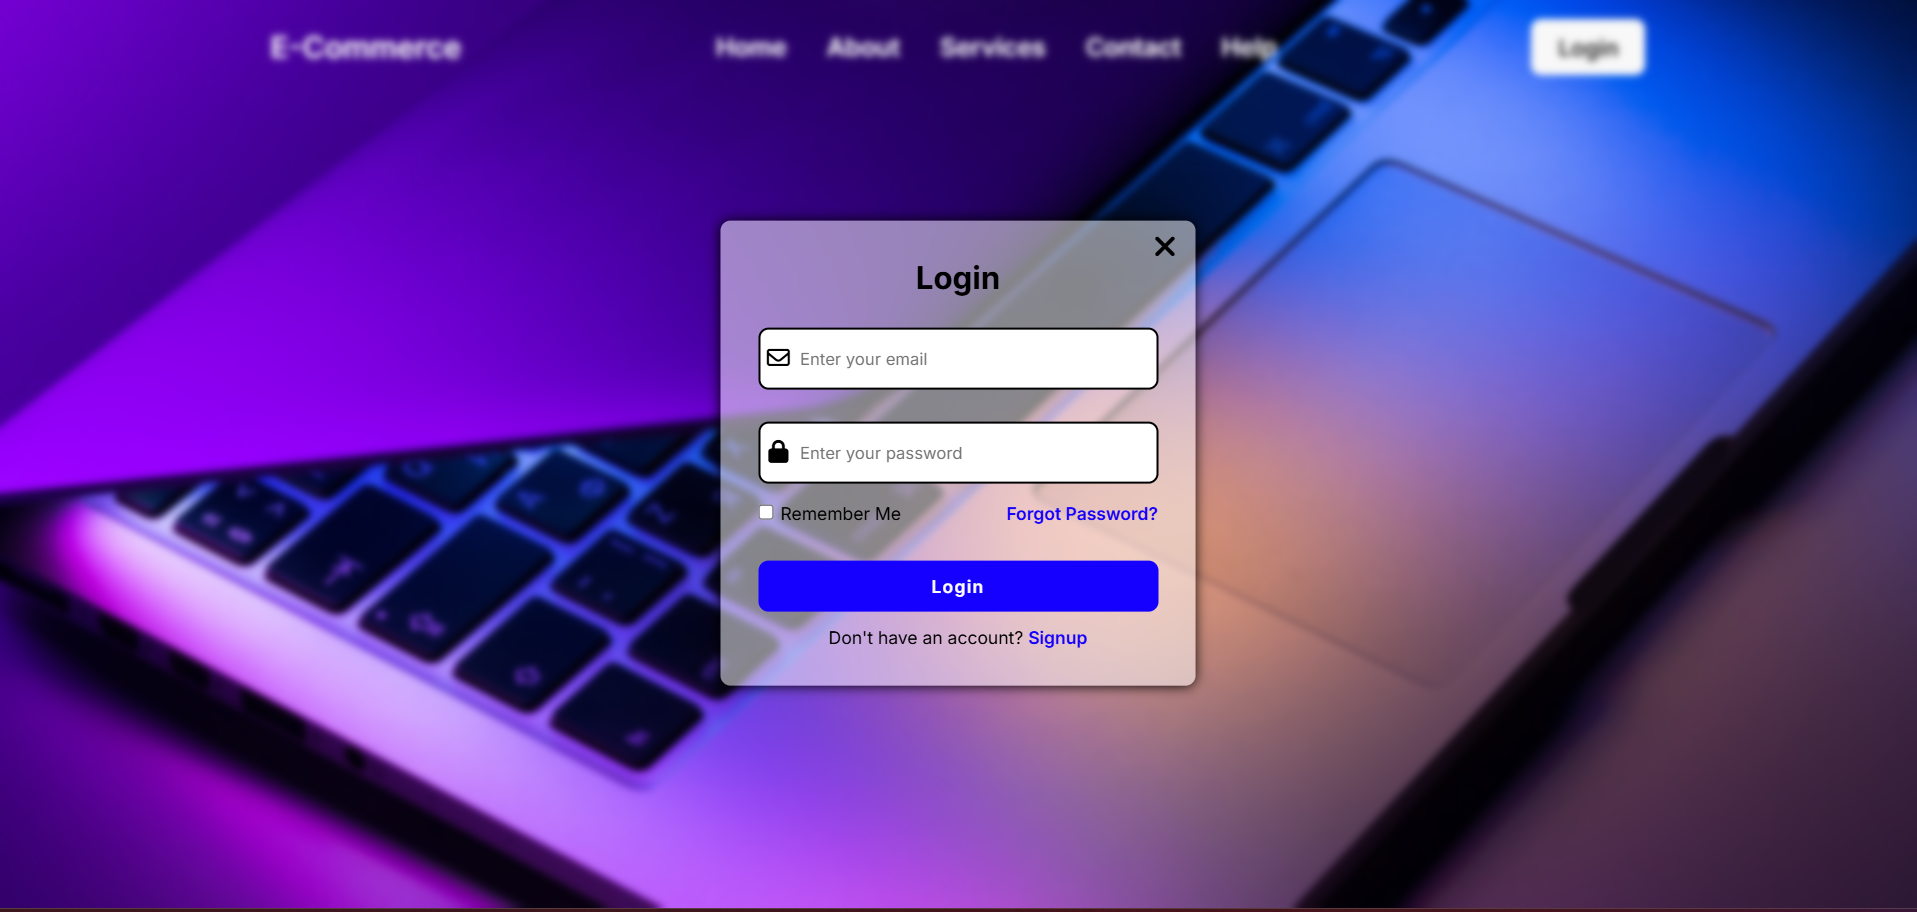 E-Commerce Home About Services Contact Help Login
Login
Enter your email
Enter your password
Remember Me Forgot Password?
Login
Don't have an account? Signup